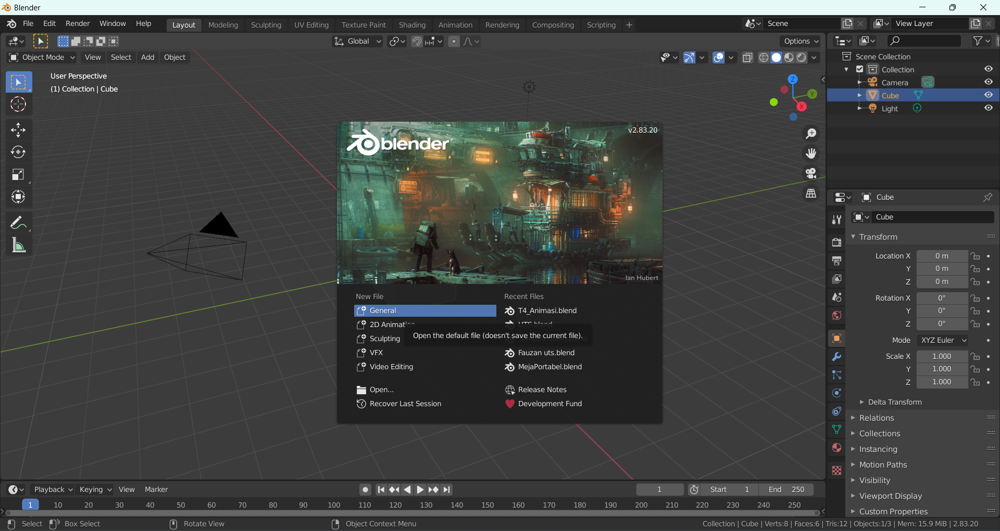 Blender
File Edit Render Window Help Layout Modeling Sculpting UV Editing Texture Paint Shading Animation Rendering Compositing Scripting + Scene View Layer
Global Options
Object Mode View Select Add Object
User Perspective
(1) Collection | Cube
Z
Y
X
Scene Collection
Collection
Camera
Cube
Light
blender
v2.83.20
Ian Hubert
New File
General
2D Animation
Sculpting
VFX
Video Editing
Open...
Recover Last Session
Recent Files
T4_Animasi.blend
UTS.blend
Open the default file (doesn't save the current file).
Fauzan uts.blend
MejaPortabel.blend
Release Notes
Development Fund
Cube
Cube
Transform
Location X 0 m
Y 0 m
Z 0 m
Rotation X 0°
Y 0°
Z 0°
Mode XYZ Euler
Scale X 1.000
Y 1.000
Z 1.000
Delta Transform
Relations
Collections
Instancing
Motion Paths
Visibility
Viewport Display
Custom Properties
Playback Keying View Marker 1 Start 1 End 250
1 10 20 30 40 50 60 70 80 90 100 110 120 130 140 150 160 170 180 190 200 210 220 230 240 250
Select Box Select Rotate View Object Context Menu Collection | Cube | Verts:8 | Faces:6 | Tris:12 | Objects:1/3 | Mem: 15.9 MiB | 2.83.20